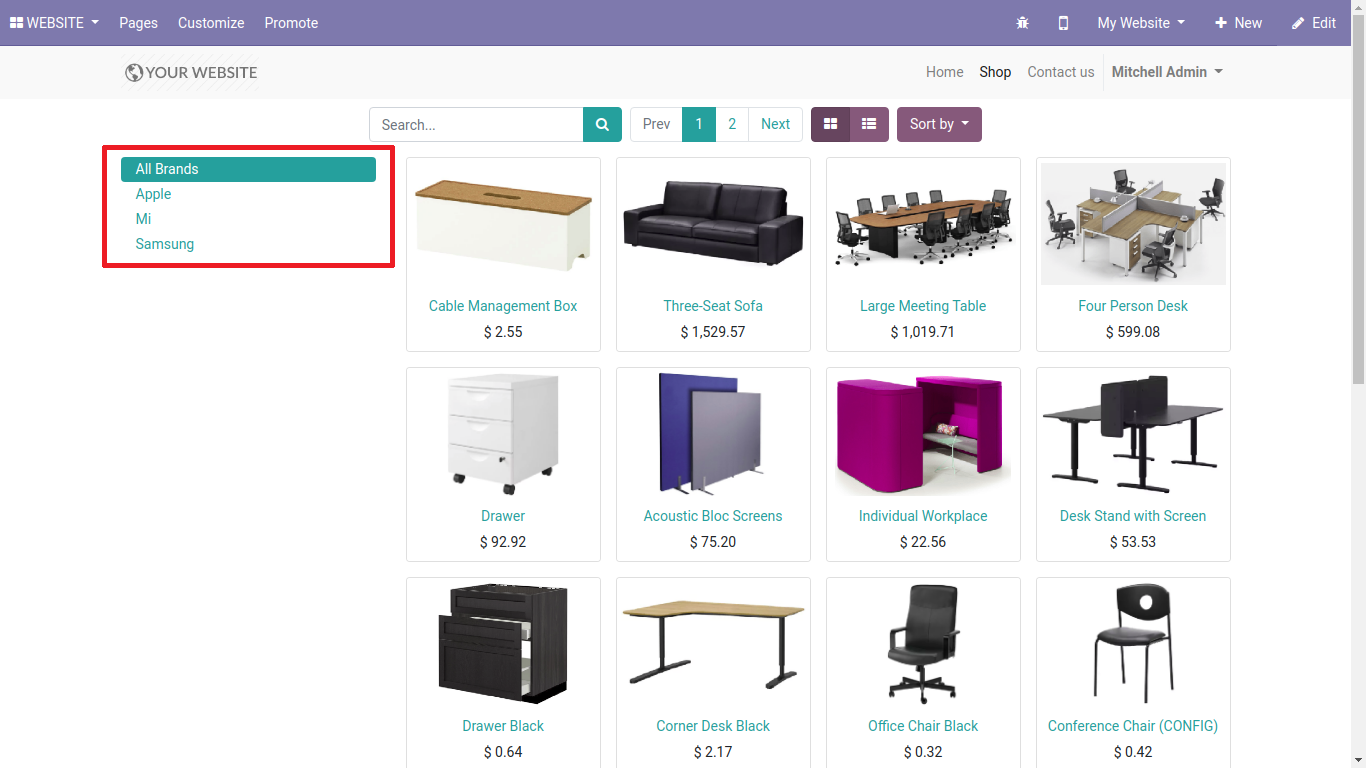 WEBSITE Pages Customize Promote My Website New Edit
YOUR WEBSITE Home Shop Contact us Mitchell Admin
Search... Prev 1 2 Next Sort by
All Brands
Apple
Mi
Samsung
Cable Management Box Three-Seat Sofa Large Meeting Table Four Person Desk
$ 2.55 $ 1,529.57 $ 1,019.71 $ 599.08
Drawer Acoustic Bloc Screens Individual Workplace Desk Stand with Screen
$ 92.92 $ 75.20 $ 22.56 $ 53.53
Drawer Black Corner Desk Black Office Chair Black Conference Chair (CONFIG)
$ 0.64 $ 2.17 $ 0.32 $ 0.42